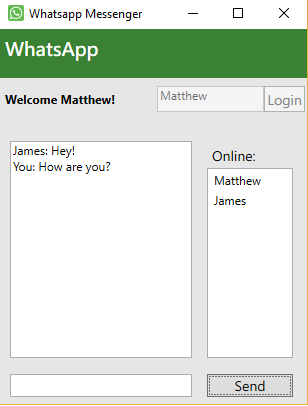 Whatsapp Messenger
WhatsApp
Welcome Matthew!
Matthew
Login
James: Hey!
You: How are you?
Online:
Matthew
James
Send